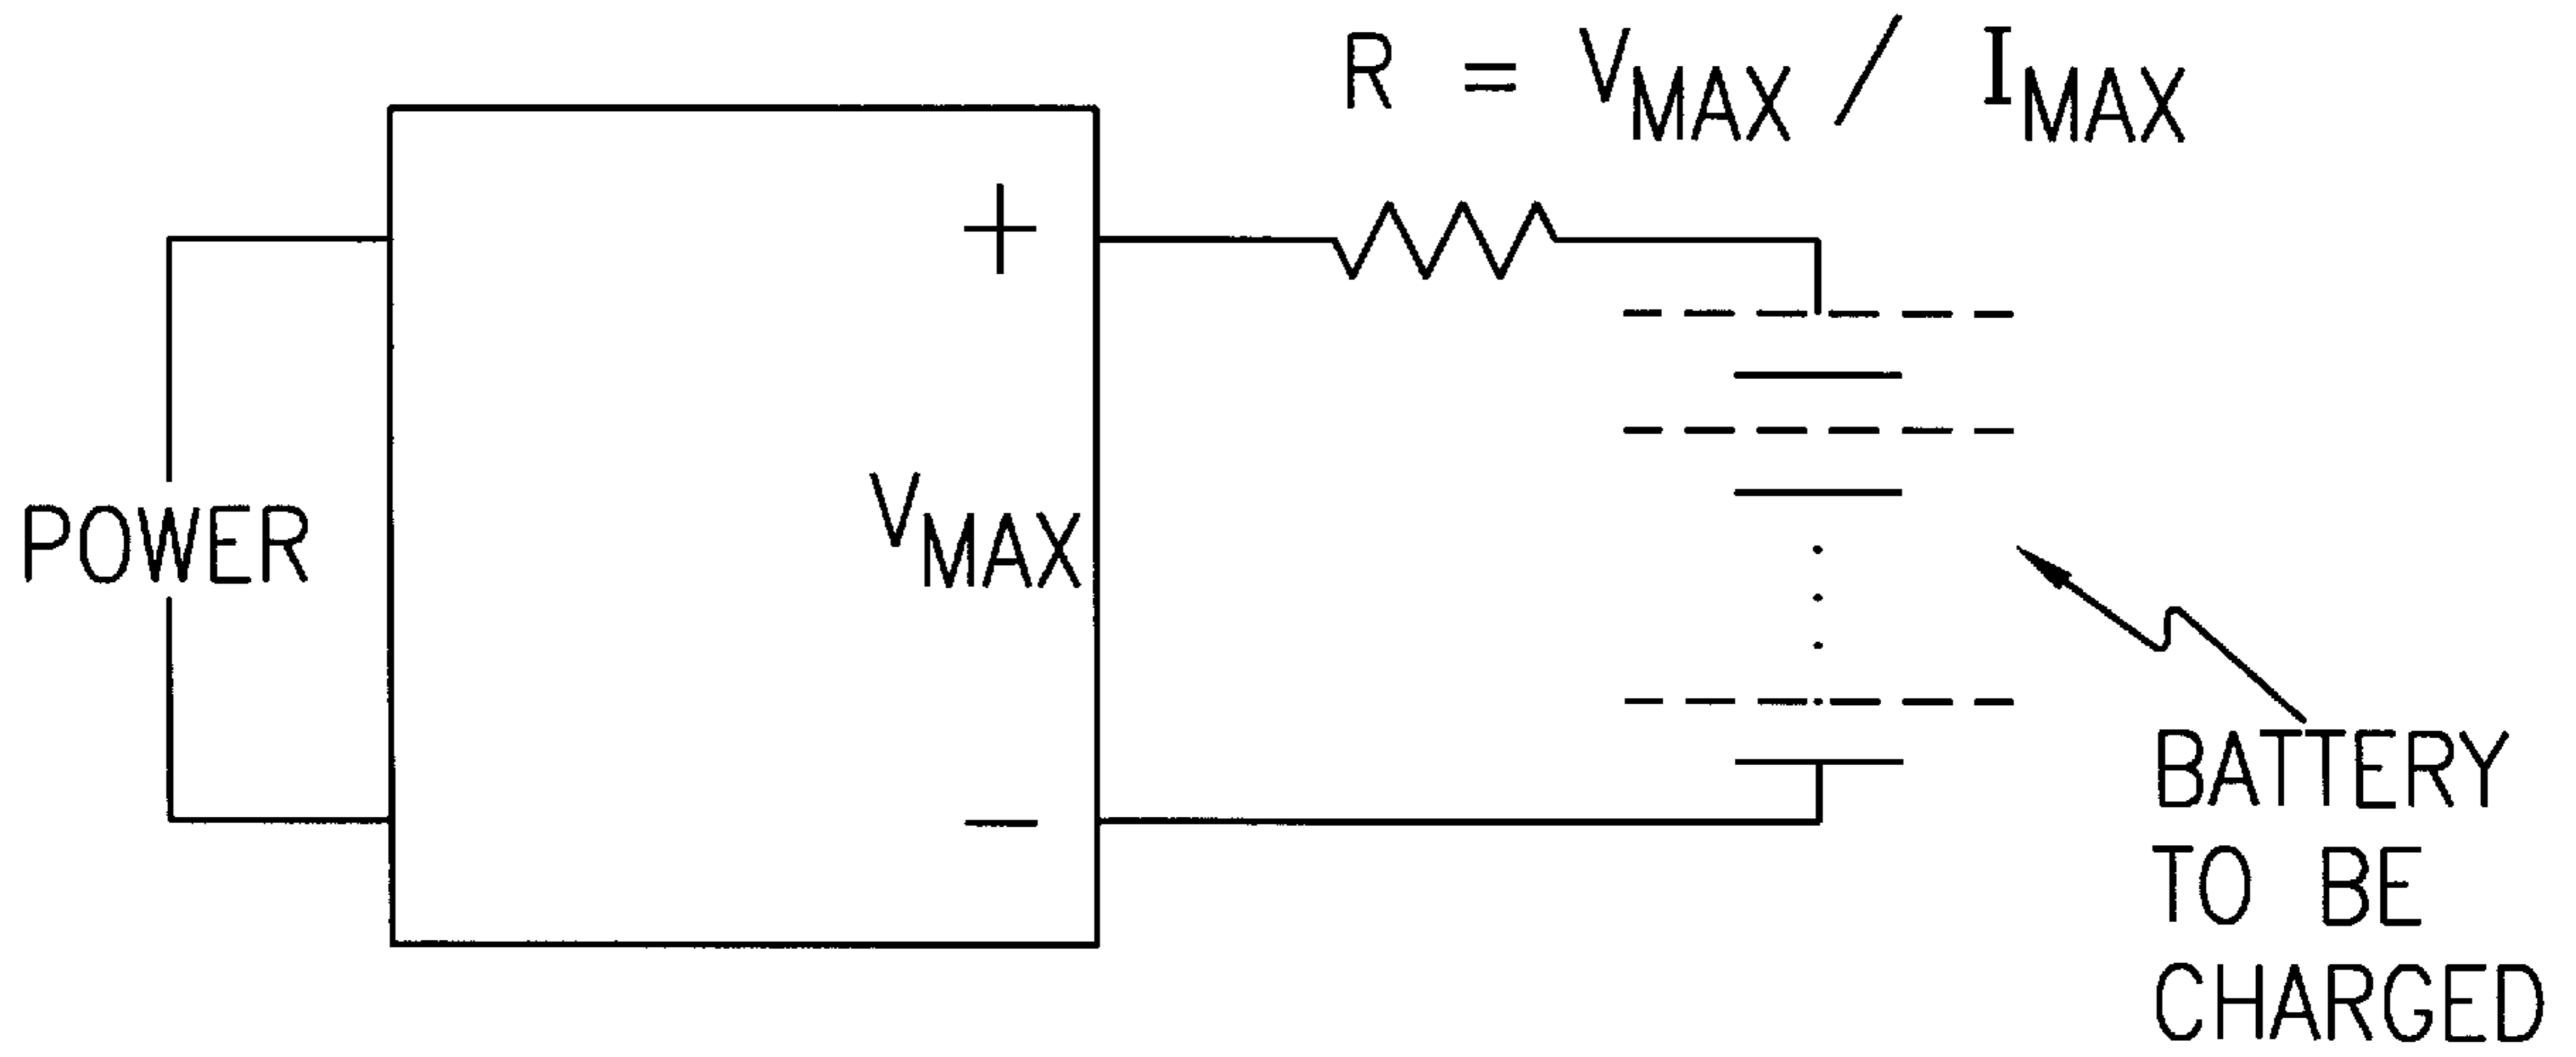 R = VMAX / IMAX
+
POWER
VMAX
−
BATTERY
TO BE
CHARGED